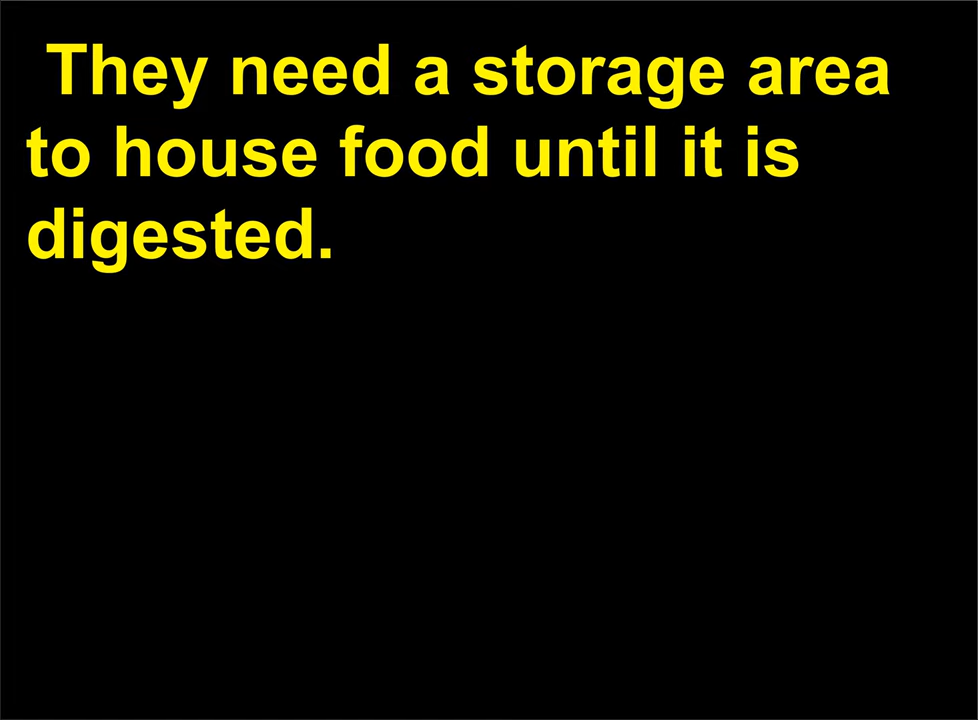 They need a storage area
to house food until it is
digested.